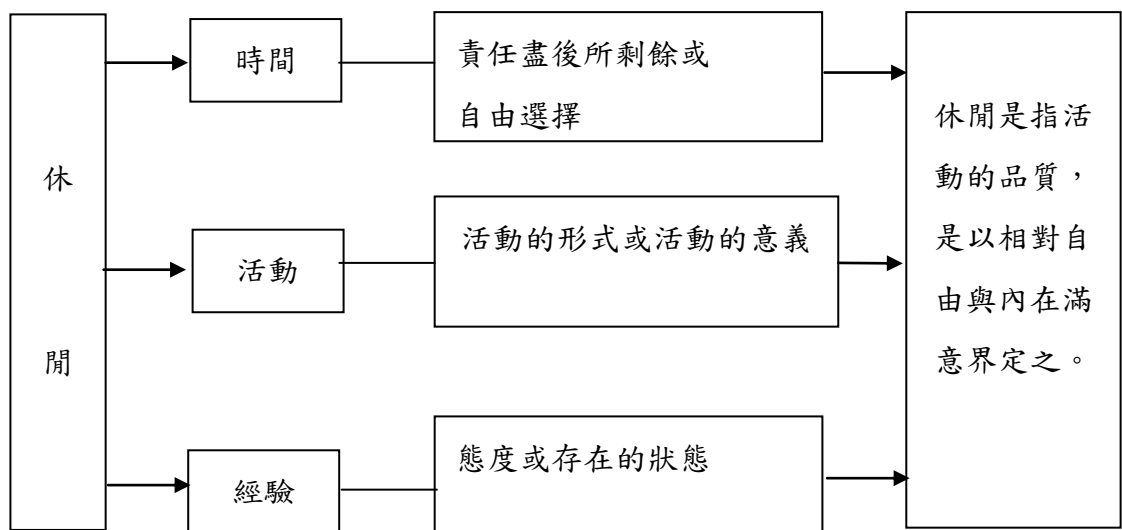 休
閒
時間
責任盡後所剩餘或
自由選擇
活動
活動的形式或活動的意義
經驗
態度或存在的狀態
休閒是指活
動的品質，
是以相對自
由與內在滿
意界定之。